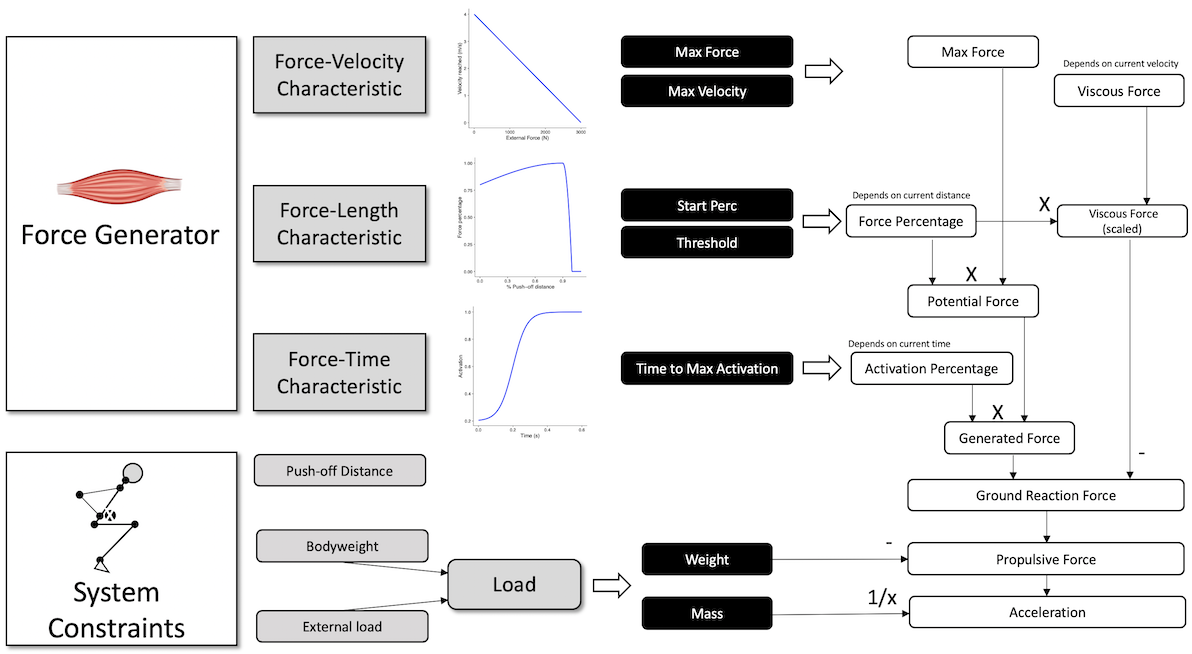 Force Generator
Force-Velocity
Characteristic
Velocity reached (m/s)
4
3
2
1
0
0
1000
2000
3000
External Force (N)
Max Force
Max Velocity
Max Force
Depends on current velocity
Viscous Force
Force-Length
Characteristic
Force percentage
1.00
0.75
0.50
0.25
0.00
0.0
0.3
0.6
0.9
% Push-off distance
Start Perc
Threshold
Depends on current distance
Force Percentage
X
Viscous Force
(scaled)
X
Potential Force
Force-Time
Characteristic
Activation
1.0
0.8
0.6
0.4
0.2
0.0
0.2
0.4
0.6
Time (s)
Time to Max Activation
Depends on current time
Activation Percentage
X
Generated Force
-
Ground Reaction Force
System
Constraints
Push-off Distance
Bodyweight
External load
Load
Weight
-
Propulsive Force
Mass
1/x
Acceleration